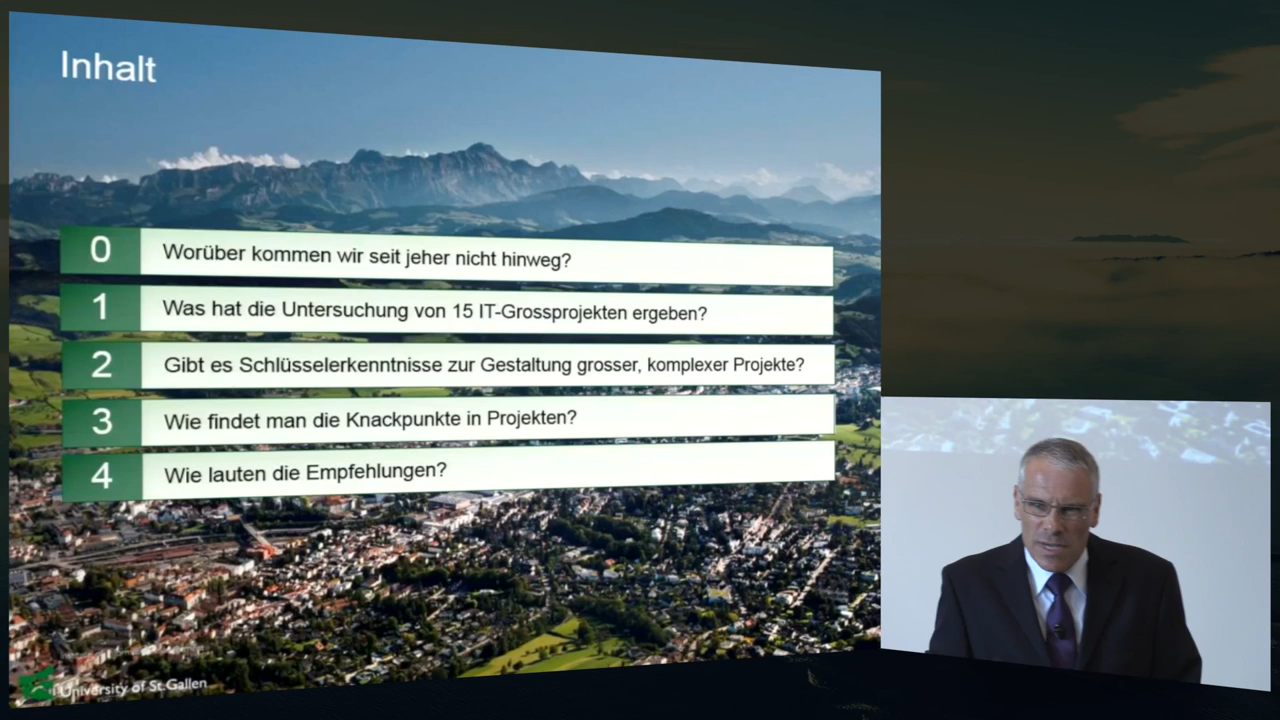 Inhalt
0 Worüber kommen wir seit jeher nicht hinweg?
1 Was hat die Untersuchung von 15 IT-Grossprojekten ergeben?
2 Gibt es Schlüsselerkenntnisse zur Gestaltung grosser, komplexer Projekte?
3 Wie findet man die Knackpunkte in Projekten?
4 Wie lauten die Empfehlungen?
University of St.Gallen